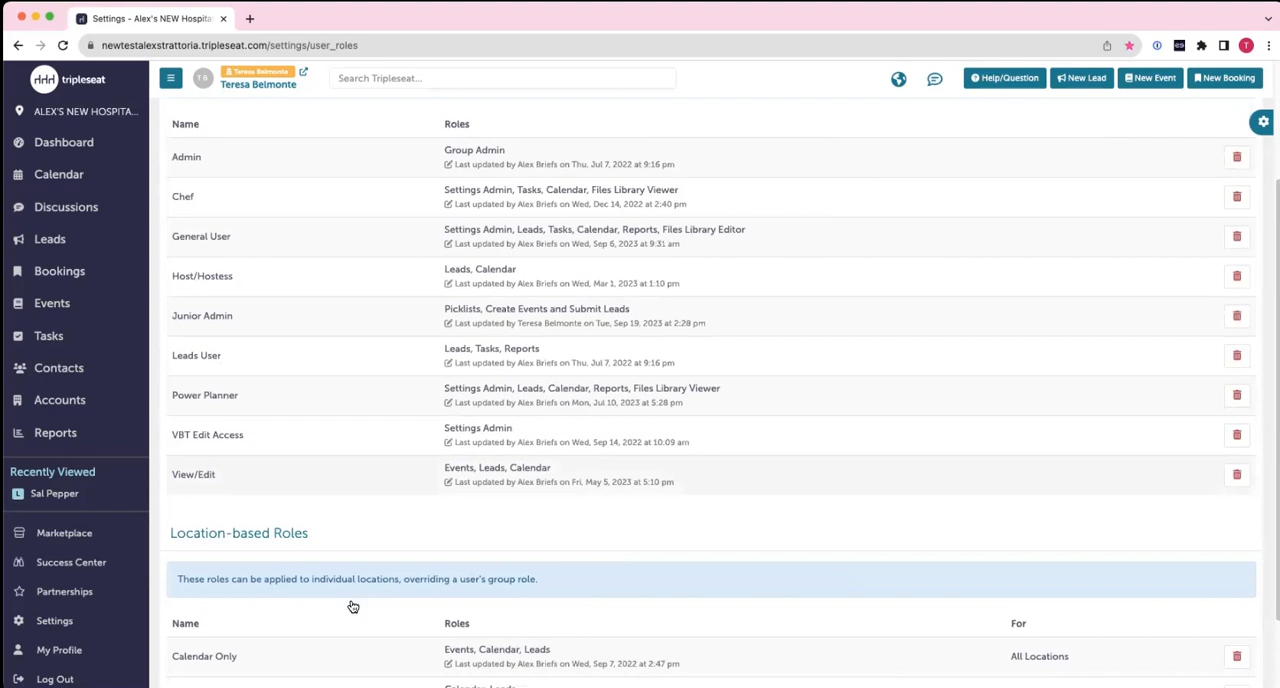 Settings - Alex's NEW Hospita
newtestalexstrattoria.tripleseat.com/settings/user_roles
T
tripleseat
T B
Teresa Belmonte
Teresa Belmonte
Search Tripleseat...
Help/Question
New Lead
New Event
New Booking
ALEX'S NEW HOSPITA...
Dashboard
Calendar
Discussions
Leads
Bookings
Events
Tasks
Contacts
Accounts
Reports
Recently Viewed
L Sal Pepper
Marketplace
Success Center
Partnerships
Settings
My Profile
Log Out
Name Roles
Admin
Group Admin
Last updated by Alex Briefs on Thu, Jul 7, 2022 at 9:16 pm
Chef
Settings Admin, Tasks, Calendar, Files Library Viewer
Last updated by Alex Briefs on Wed, Dec 14, 2022 at 2:40 pm
General User
Settings Admin, Leads, Tasks, Calendar, Reports, Files Library Editor
Last updated by Alex Briefs on Wed, Sep 6, 2023 at 9:31 am
Host/Hostess
Leads, Calendar
Last updated by Alex Briefs on Wed, Mar 1, 2023 at 1:10 pm
Junior Admin
Picklists, Create Events and Submit Leads
Last updated by Teresa Belmonte on Tue, Sep 19, 2023 at 2:28 pm
Leads User
Leads, Tasks, Reports
Last updated by Alex Briefs on Thu, Jul 7, 2022 at 9:16 pm
Power Planner
Settings Admin, Leads, Calendar, Reports, Files Library Viewer
Last updated by Alex Briefs on Mon, Jul 10, 2023 at 5:28 pm
VBT Edit Access
Settings Admin
Last updated by Alex Briefs on Wed, Sep 14, 2022 at 10:09 am
View/Edit
Events, Leads, Calendar
Last updated by Alex Briefs on Fri, May 5, 2023 at 5:10 pm
Location-based Roles
These roles can be applied to individual locations, overriding a user's group role.
Name Roles For
Calendar Only
Events, Calendar, Leads
Last updated by Alex Briefs on Wed, Sep 7, 2022 at 2:47 pm
All Locations